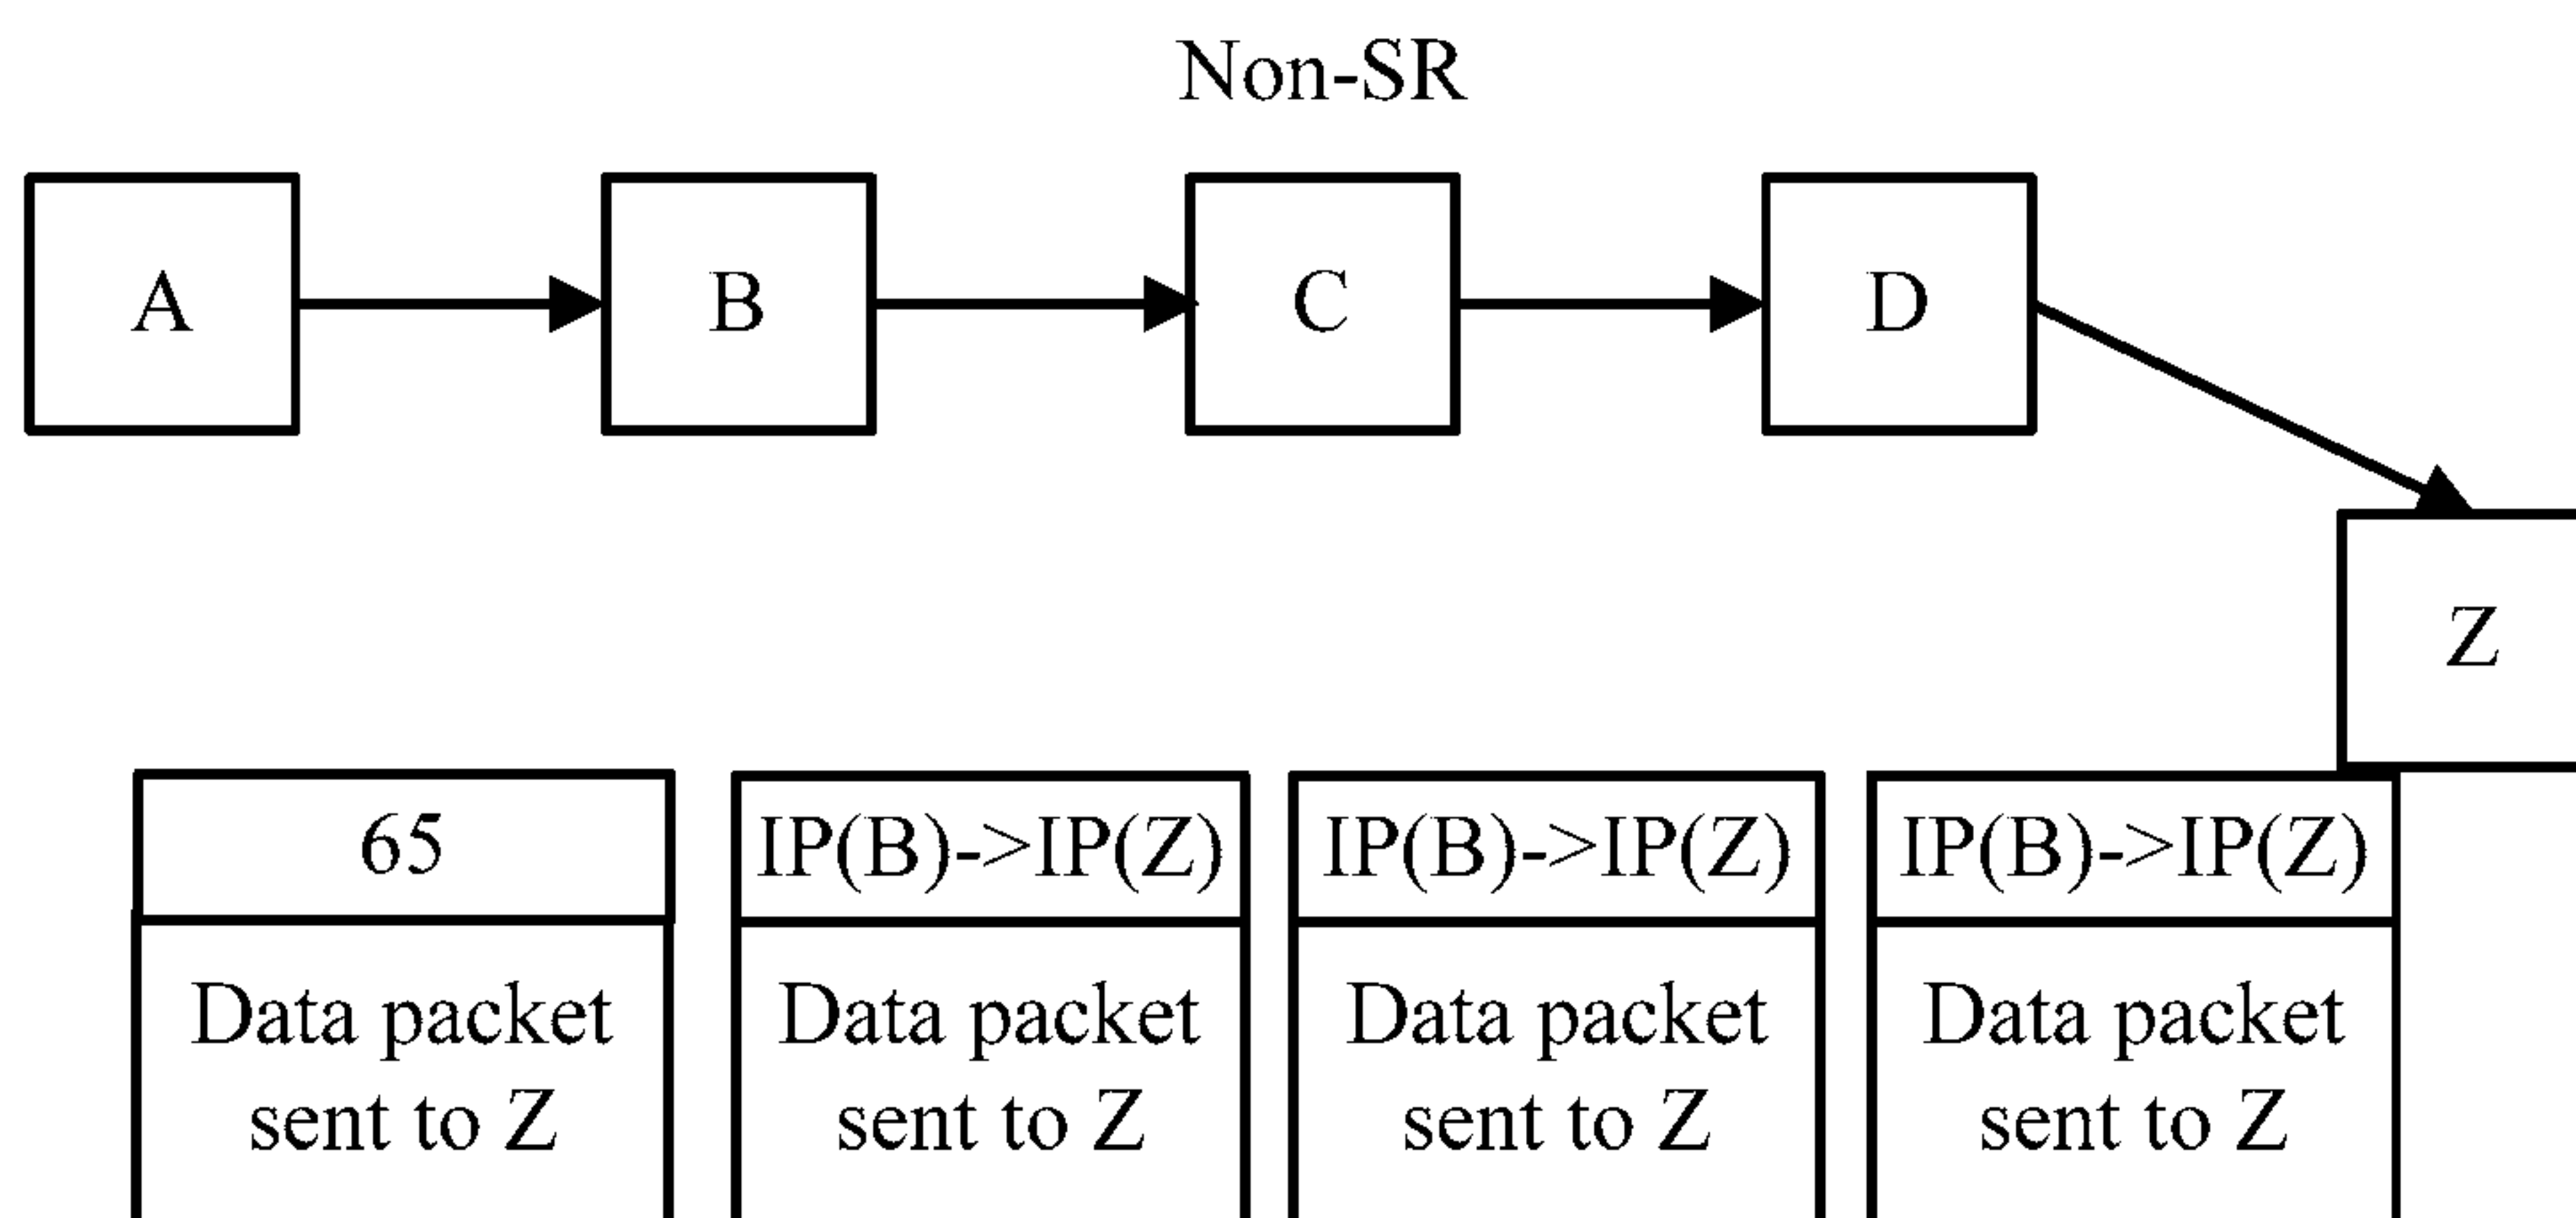 Non-SR
A
B
C
D
Z
65
Data packet
sent to Z
IP(B)->IP(Z)
Data packet
sent to Z
IP(B)->IP(Z)
Data packet
sent to Z
IP(B)->IP(Z)
Data packet
sent to Z